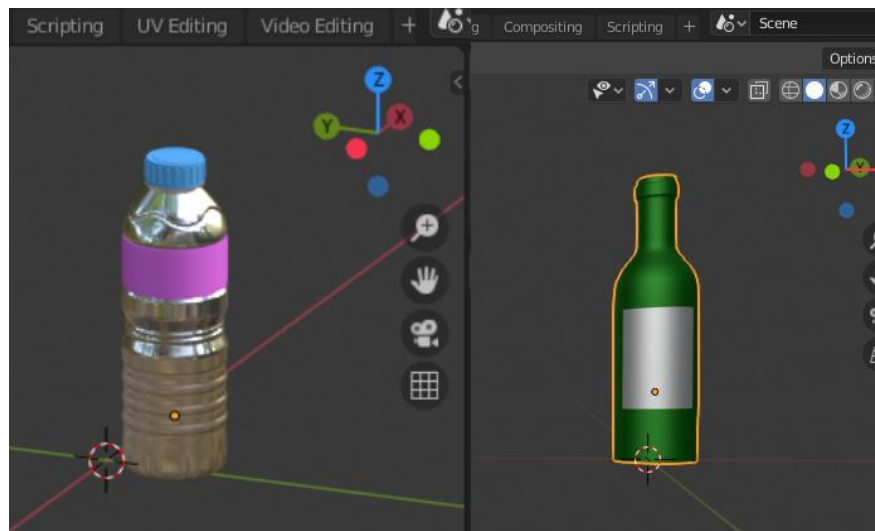 Scripting UV Editing Video Editing +
g Compositing Scripting + Scene
Options
Z
Y
X
Z
Y